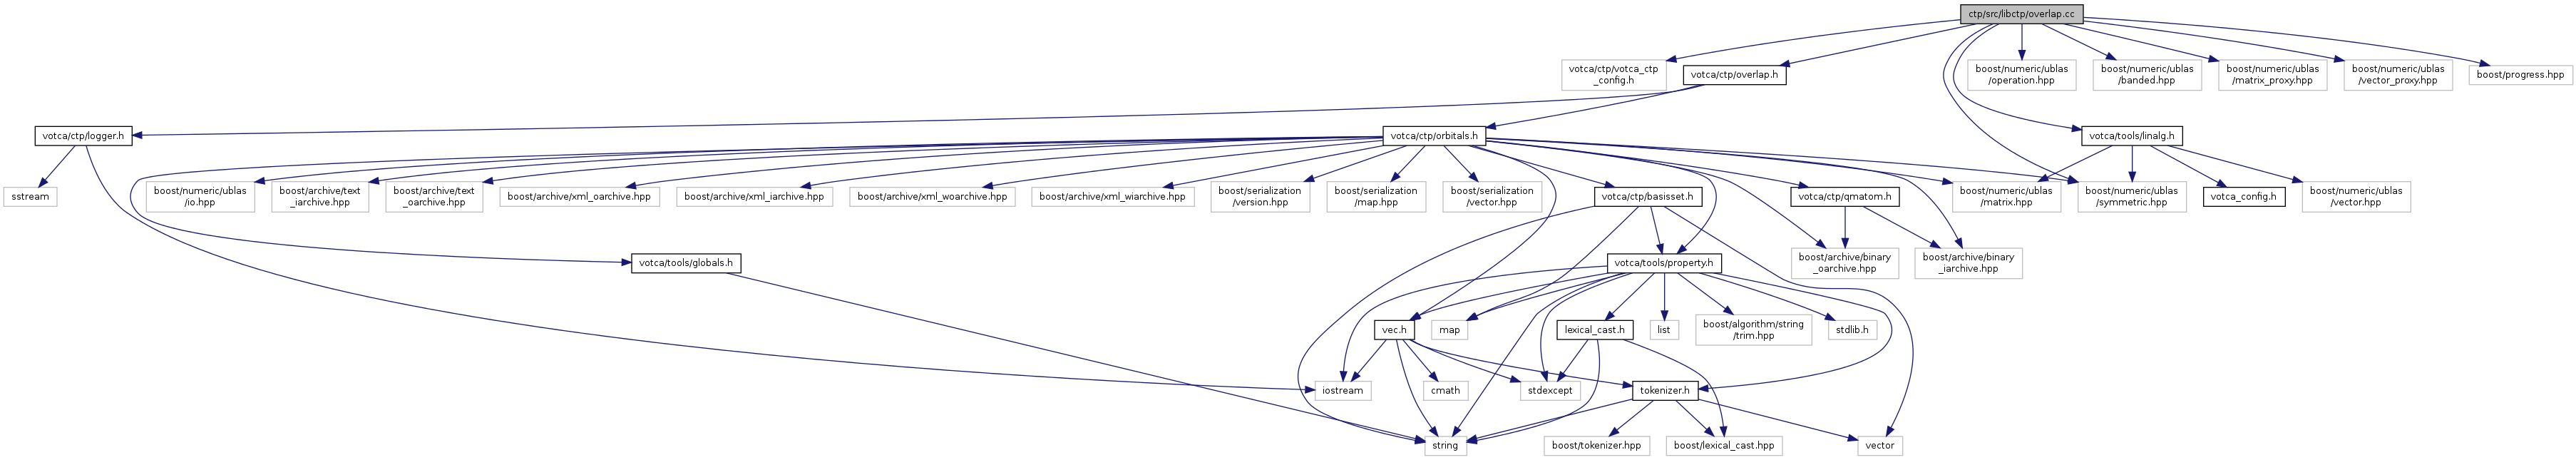 ctp/src/libctp/overlap.cc
votca/ctp/votca_ctp
_config.h
votca/ctp/overlap.h
boost/numeric/ublas
/operation.hpp
boost/numeric/ublas
/banded.hpp
boost/numeric/ublas
/matrix_proxy.hpp
boost/numeric/ublas
/vector_proxy.hpp
boost/progress.hpp
votca/ctp/logger.h
votca/ctp/orbitals.h
votca/tools/linalg.h
sstream
boost/numeric/ublas
/io.hpp
boost/archive/text
_iarchive.hpp
boost/archive/text
_oarchive.hpp
boost/archive/xml_oarchive.hpp
boost/archive/xml_iarchive.hpp
boost/archive/xml_woarchive.hpp
boost/archive/xml_wiarchive.hpp
boost/serialization
/version.hpp
boost/serialization
/map.hpp
boost/serialization
/vector.hpp
votca/ctp/basisset.h
votca/ctp/qmatom.h
boost/numeric/ublas
/matrix.hpp
boost/numeric/ublas
/symmetric.hpp
votca_config.h
boost/numeric/ublas
/vector.hpp
votca/tools/globals.h
votca/tools/property.h
boost/archive/binary
_oarchive.hpp
boost/archive/binary
_iarchive.hpp
vec.h
map
lexical_cast.h
list
boost/algorithm/string
/trim.hpp
stdlib.h
iostream
cmath
stdexcept
tokenizer.h
string
boost/tokenizer.hpp
boost/lexical_cast.hpp
vector